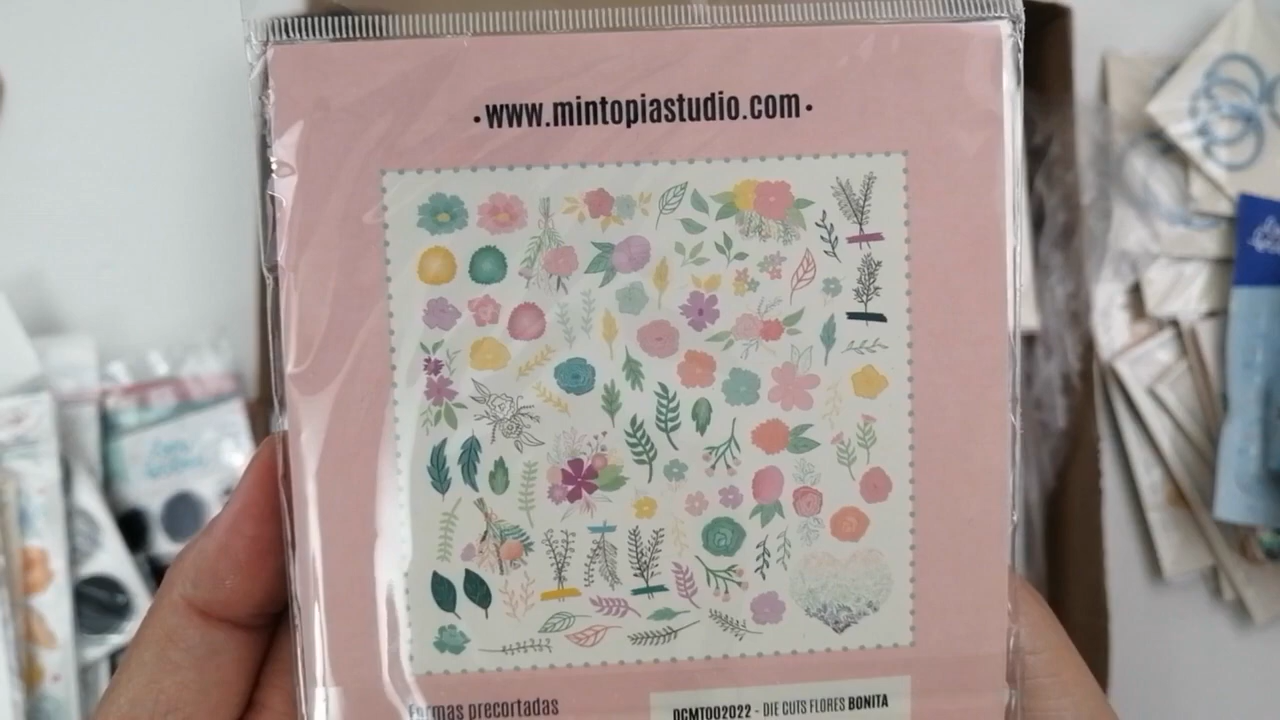 • www.mintopiastudio.com •
Formas precortadas
DCMT002022 - DIE CUTS FLORES BONITA